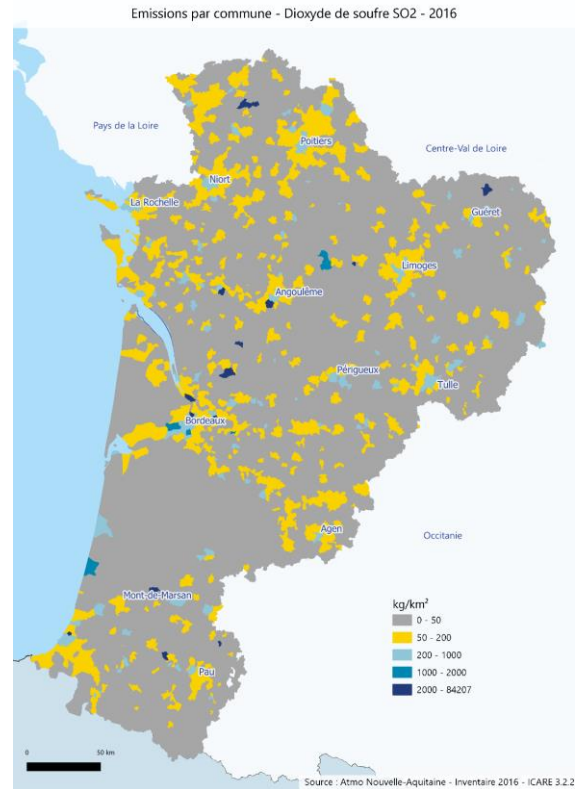 Emissions par commune - Dioxyde de soufre SO2 - 2016
Pays de la Loire
Poitiers
Centre-Val de Loire
Niort
La Rochelle
Guéret
Limoges
Angoulême
Périgueux
Tulle
Bordeaux
Agen
Occitanie
Mont-de-Marsan
Pau
kg/km²
0 - 50
50 - 200
200 - 1000
1000 - 2000
2000 - 84207
0 50 km
Source : Atmo Nouvelle-Aquitaine - Inventaire 2016 - ICARE 3.2.2